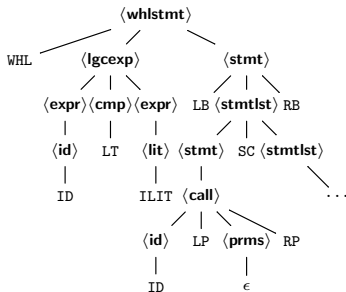 ⟨whlstmt⟩
WHL ⟨lgcexp⟩ ⟨stmt⟩
⟨expr⟩ ⟨cmp⟩ ⟨expr⟩ LB ⟨stmtlst⟩ RB
⟨id⟩ LT ⟨lit⟩ ⟨stmt⟩ SC ⟨stmtlst⟩
ID ILIT ⟨call⟩ ...
⟨id⟩ LP ⟨prms⟩ RP
ID ϵ